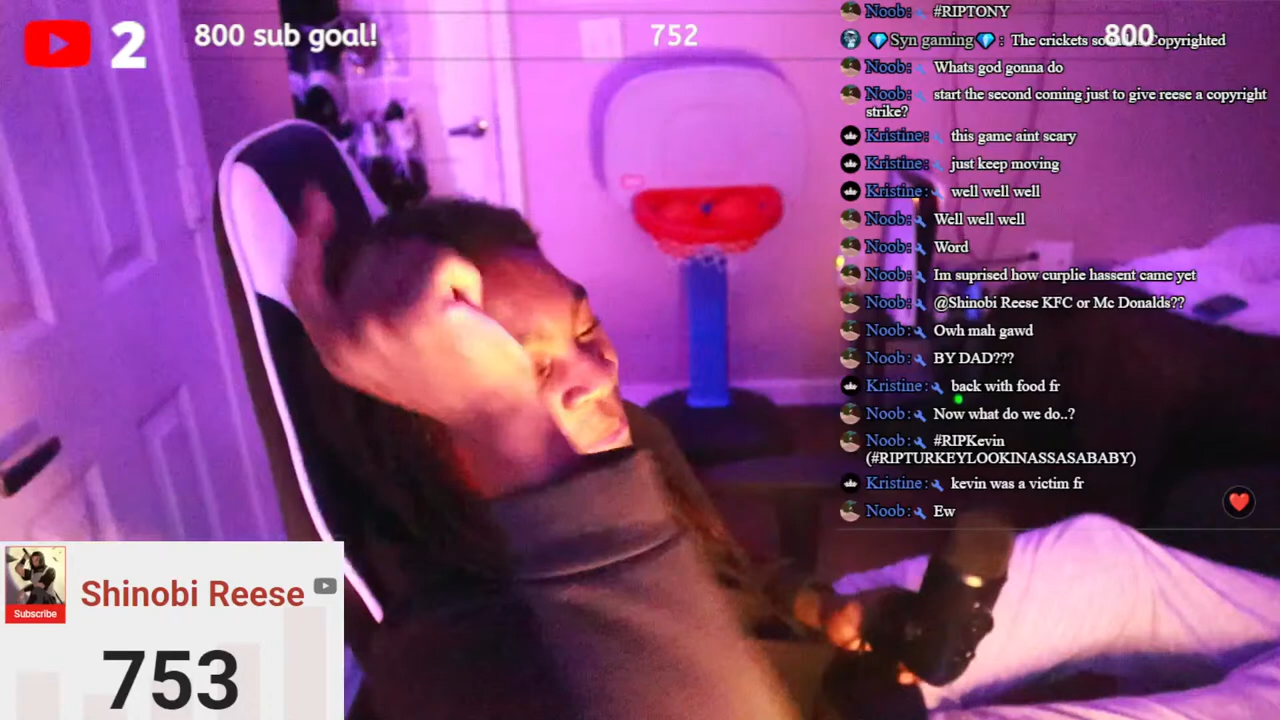 2
800 sub goal!
752
800
Noob: #RIPTONY
Syn gaming : The crickets Copyrighted
Noob: Whats god gonna do
Noob: start the second coming just to give reese a copyright
strike?
Kristine: this game aint scary
Kristine: just keep moving
Kristine: well well well
Noob: Well well well
Noob: Word
Noob: Im suprised how curplie hassent came yet
Noob: @Shinobi Reese KFC or Mc Donalds??
Noob: Owh mah gawd
Noob: BY DAD???
Kristine: back with food fr
Noob: Now what do we do..?
Noob: #RIPKevin
(#RIPTURKEYLOOKINASSASABABY)
Kristine: kevin was a victim fr
Noob: Ew
Subscribe
Shinobi Reese
753